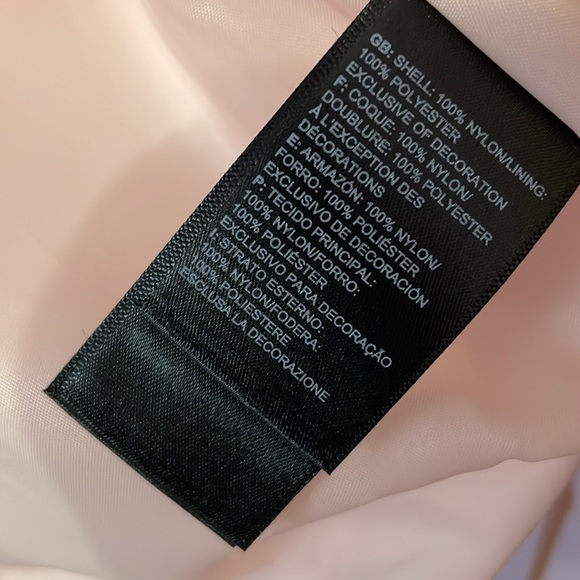 GB: SHELL: 100% NYLON/LINING:
100% POLYESTER
EXCLUSIVE OF DECORATION
F: COQUE: 100% NYLON/
DOUBLURE: 100% POLYESTER
À L'EXCEPTION DES
DÉCORATIONS
E: ARMAZÓN: 100% NYLON/
FORRO: 100% POLIÉSTER
EXCLUSIVO DE DECORACIÓN
P: TECIDO PRINCIPAL:
100% NYLON/FORRO:
100% POLIÉSTER
EXCLUSIVO PARA DECORAÇÃO
I: STRATO ESTERNO:
100% NYLON/FODERA:
100% POLIESTERE
ESCLUSA LA DECORAZIONE